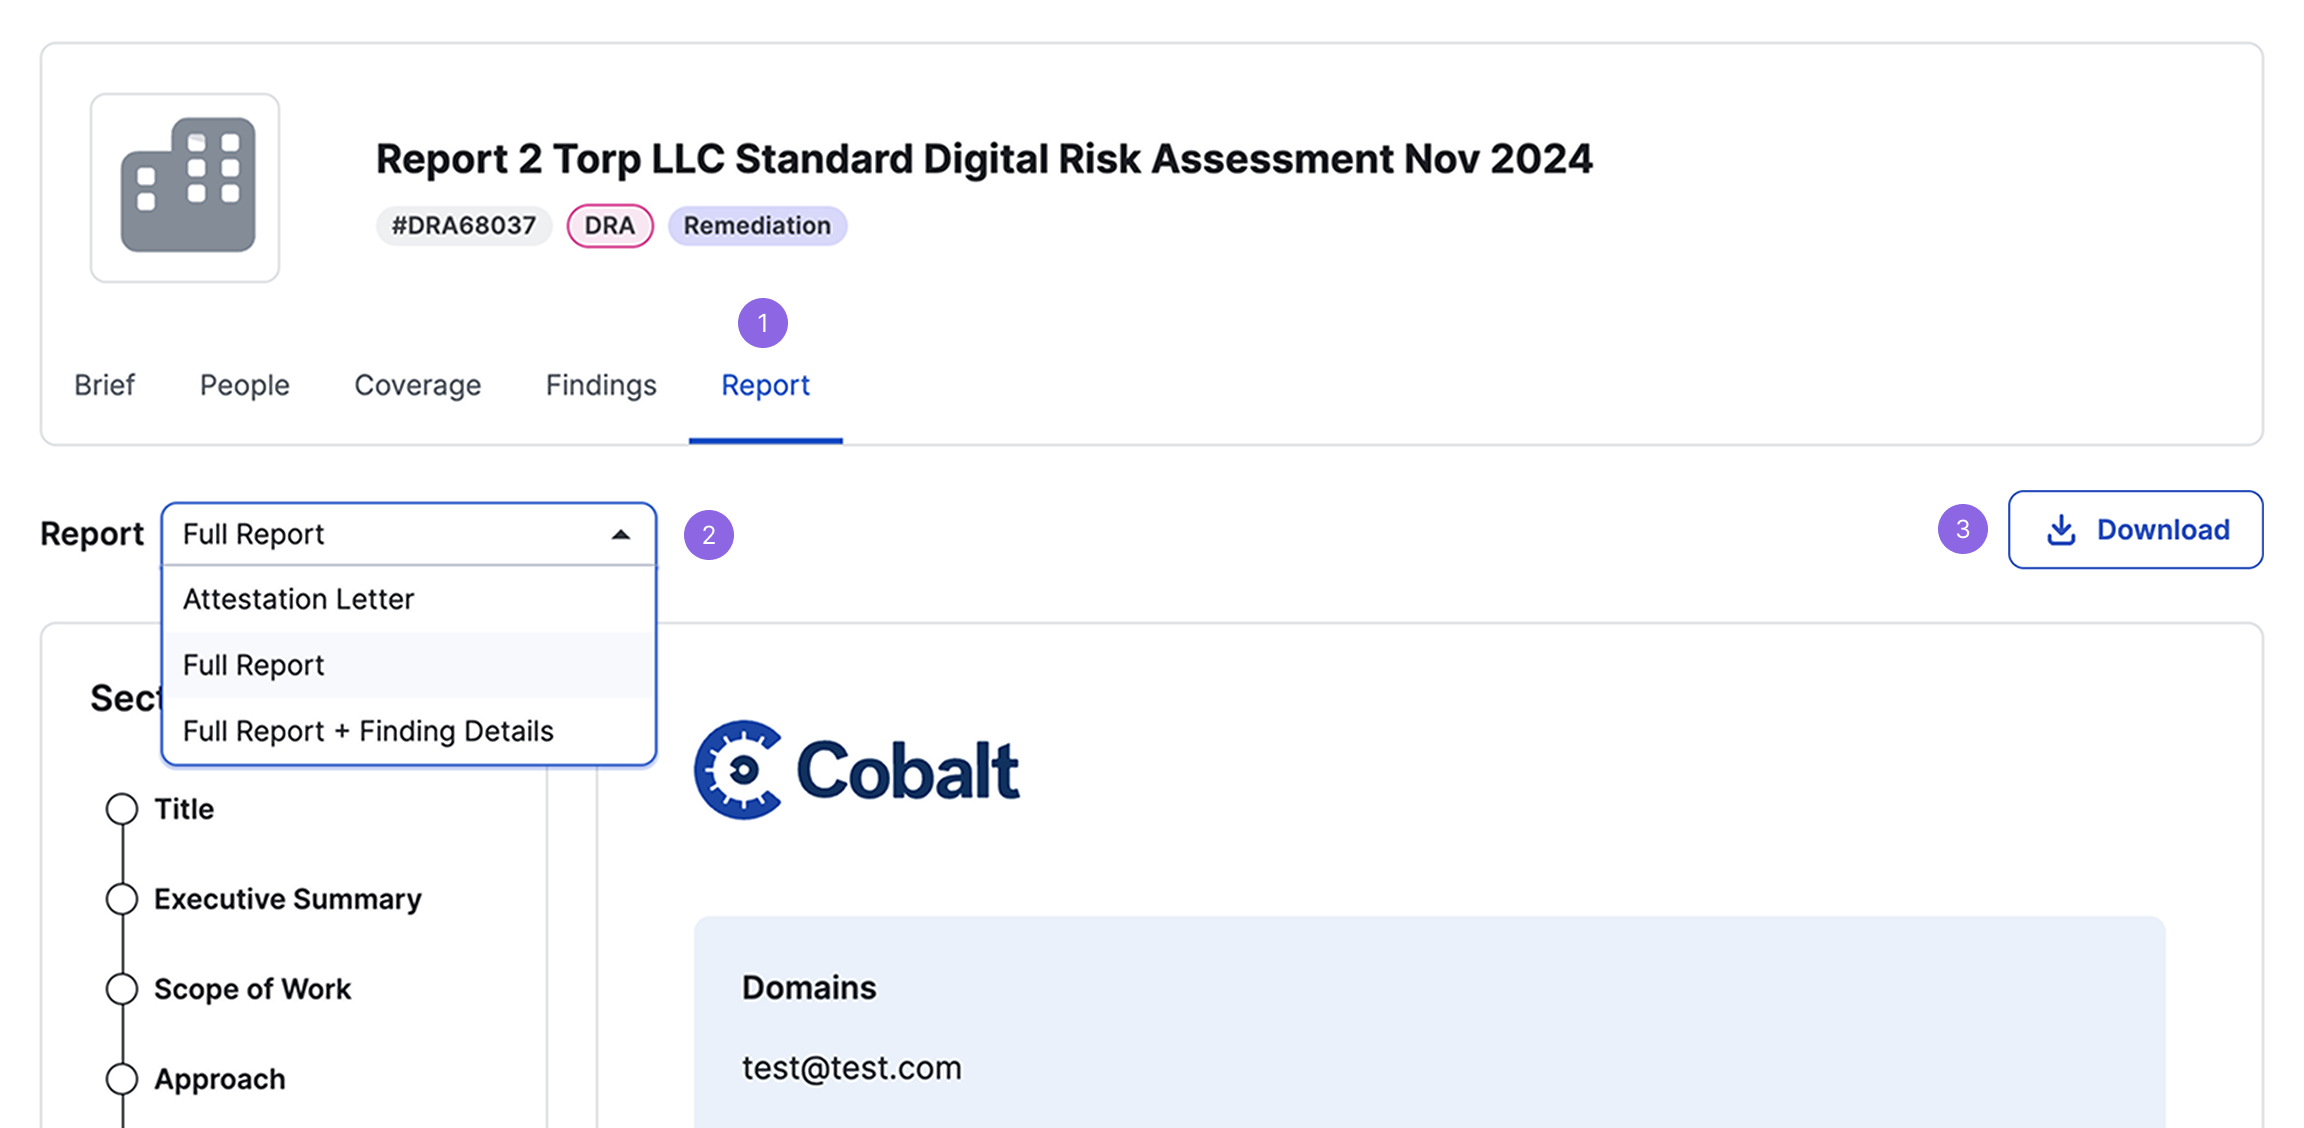 Report 2 Torp LLC Standard Digital Risk Assessment Nov 2024
#DRA68037 DRA Remediation
1
Brief People Coverage Findings Report
Report Full Report 2 3 Download
Attestation Letter
Full Report
Full Report + Finding Details
Cobalt
Title
Executive Summary
Scope of Work
Approach
Domains
test@test.com